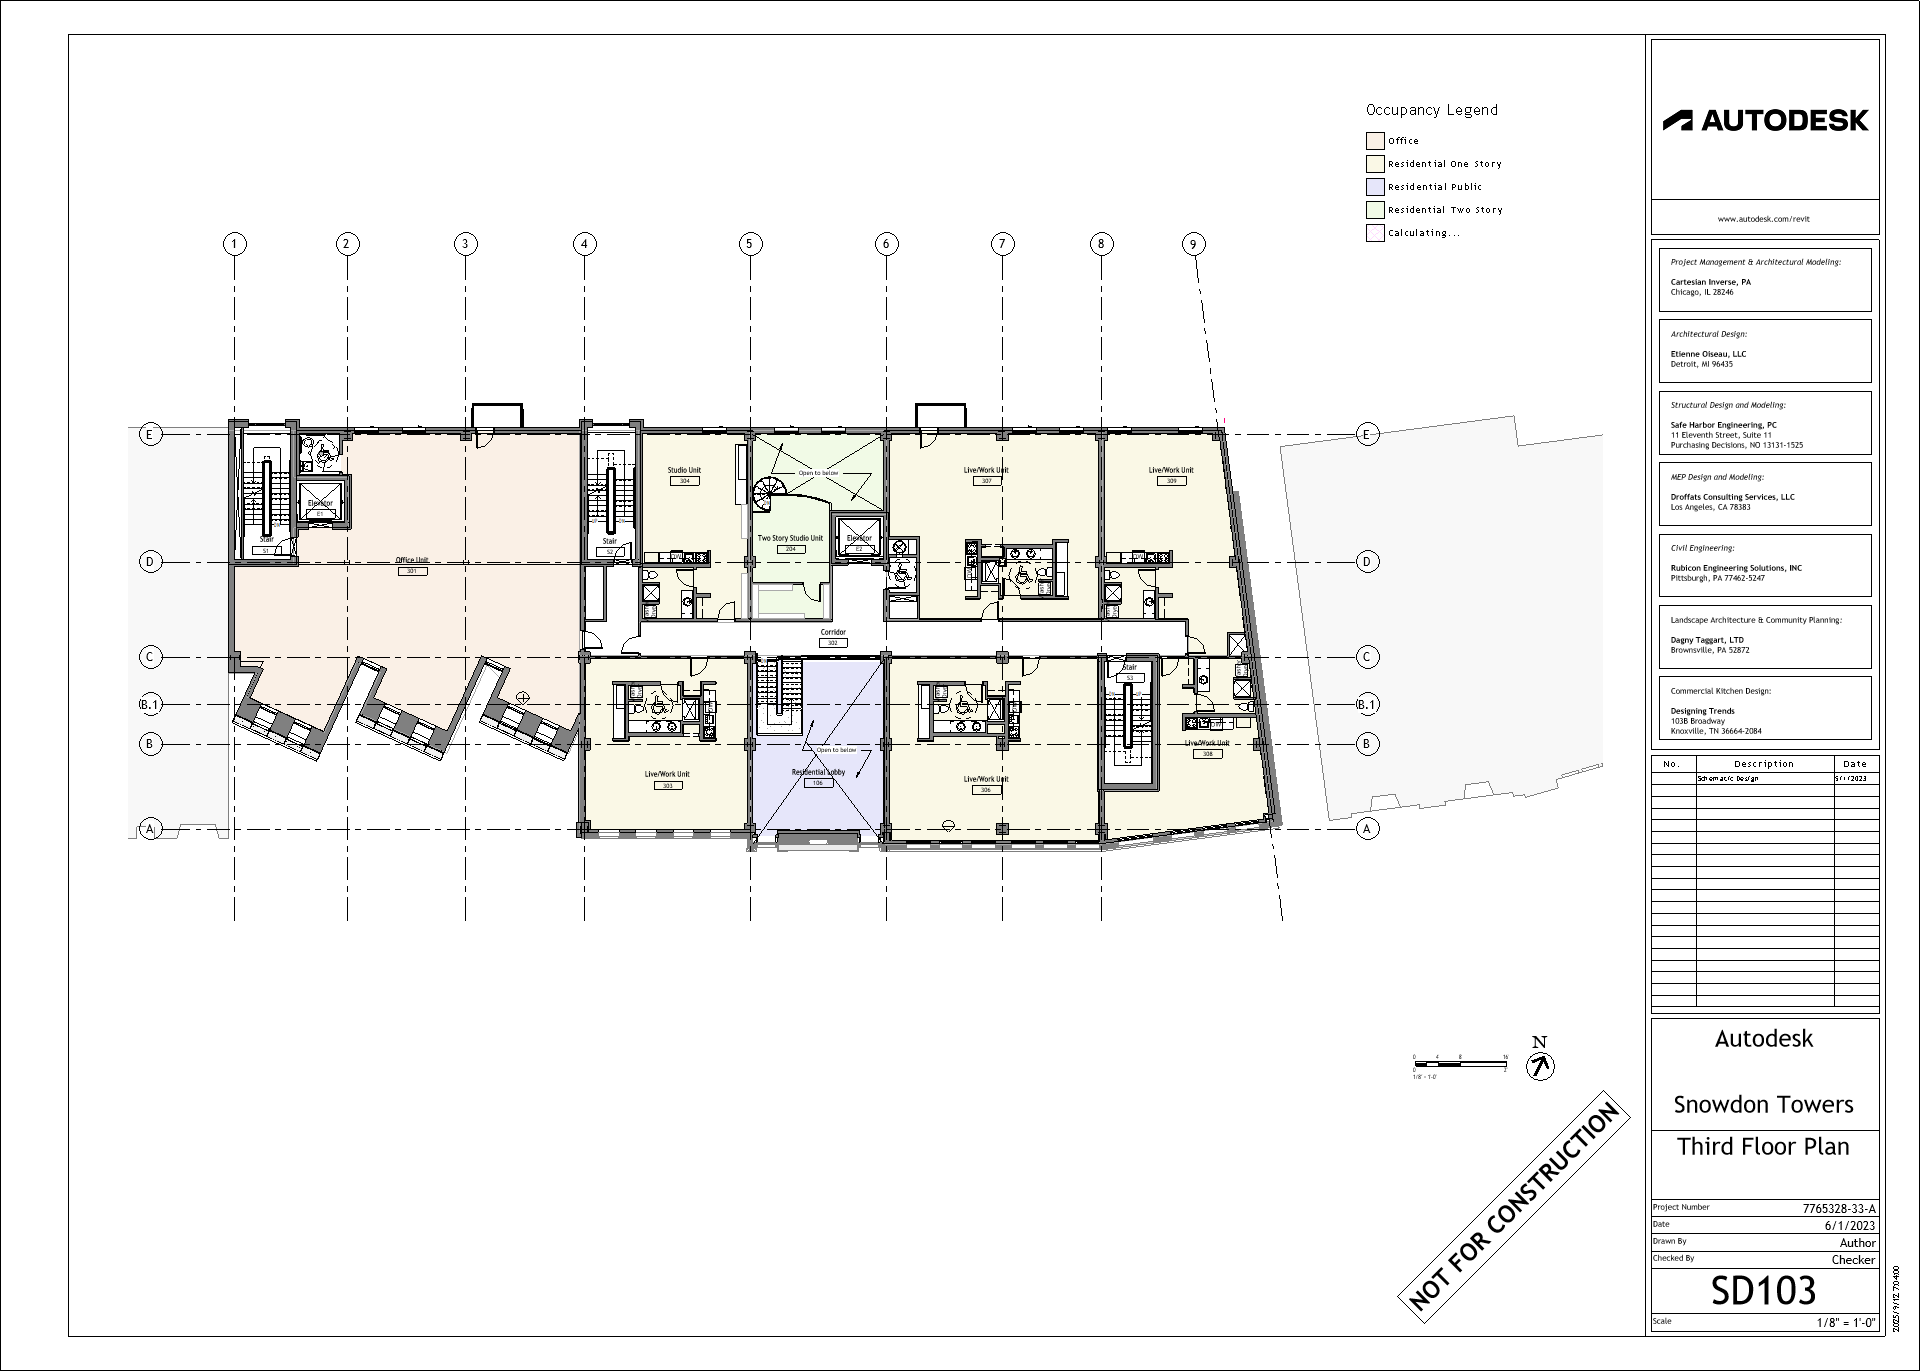 Occupancy Legend
Office
Residential One Story
Residential Public
Residential Two Story
Calculating...
1
2
3
4
5
6
7
8
9
E
E
D
D
C
C
B.1
B.1
B
B
A
A
Stair
S1
Elevator
E1
Office Unit
301
Stair
S2
Studio Unit
304
Open to below
Two Story Studio Unit
204
Elevator
E2
Live/Work Unit
307
Live/Work Unit
309
Corridor
302
Live/Work Unit
303
Open to below
Residential Lobby
106
Live/Work Unit
306
Stair
S3
Live/Work Unit
308
0 4 8 16
0 2
1/8" = 1'-0"
N
NOT FOR CONSTRUCTION
AUTODESK
www.autodesk.com/revit
Project Management & Architectural Modeling:
Cartesian Inverse, PA
Chicago, IL 28246
Architectural Design:
Etienne Oiseau, LLC
Detroit, MI 96435
Structural Design and Modeling:
Safe Harbor Engineering, PC
11 Eleventh Street, Suite 11
Purchasing Decisions, NO 13131-1525
MEP Design and Modeling:
Droffats Consulting Services, LLC
Los Angeles, CA 78383
Civil Engineering:
Rubicon Engineering Solutions, INC
Pittsburgh, PA 77462-5247
Landscape Architecture & Community Planning:
Dagny Taggart, LTD
Brownsville, PA 52872
Commercial Kitchen Design:
Designing Trends
103B Broadway
Knoxville, TN 36664-2084
No. Description Date
Schematic Design 5/1/2023
Autodesk
Snowdon Towers
Third Floor Plan
Project Number 7765328-33-A
Date 6/1/2023
Drawn By Author
Checked By Checker
SD103
Scale 1/8" = 1'-0"
2025/9/12 7:04:00